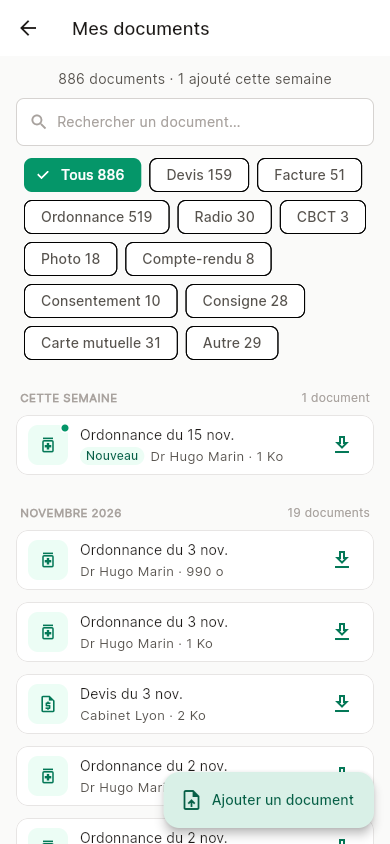 Mes documents
886 documents · 1 ajouté cette semaine
Rechercher un document...
Tous 886
Devis 159
Facture 51
Ordonnance 519
Radio 30
CBCT 3
Photo 18
Compte-rendu 8
Consentement 10
Consigne 28
Carte mutuelle 31
Autre 29
CETTE SEMAINE
1 document
Ordonnance du 15 nov.
Nouveau Dr Hugo Marin · 1 Ko
NOVEMBRE 2026
19 documents
Ordonnance du 3 nov.
Dr Hugo Marin · 990 o
Ordonnance du 3 nov.
Dr Hugo Marin · 1 Ko
Devis du 3 nov.
Cabinet Lyon · 2 Ko
Ordonnance du 2 nov.
Dr Hugo
Ajouter un document
Ordonnance du 2 nov.